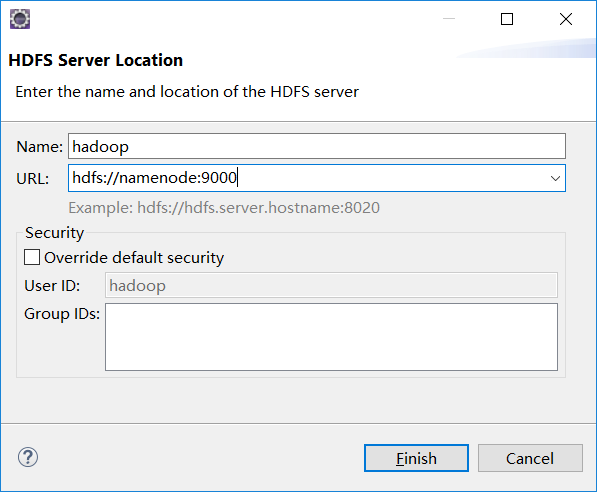 HDFS Server Location
Enter the name and location of the HDFS server
Name: hadoop
URL: hdfs://namenode:9000
Example: hdfs://hdfs.server.hostname:8020
Security
Override default security
User ID: hadoop
Group IDs:
? Finish Cancel